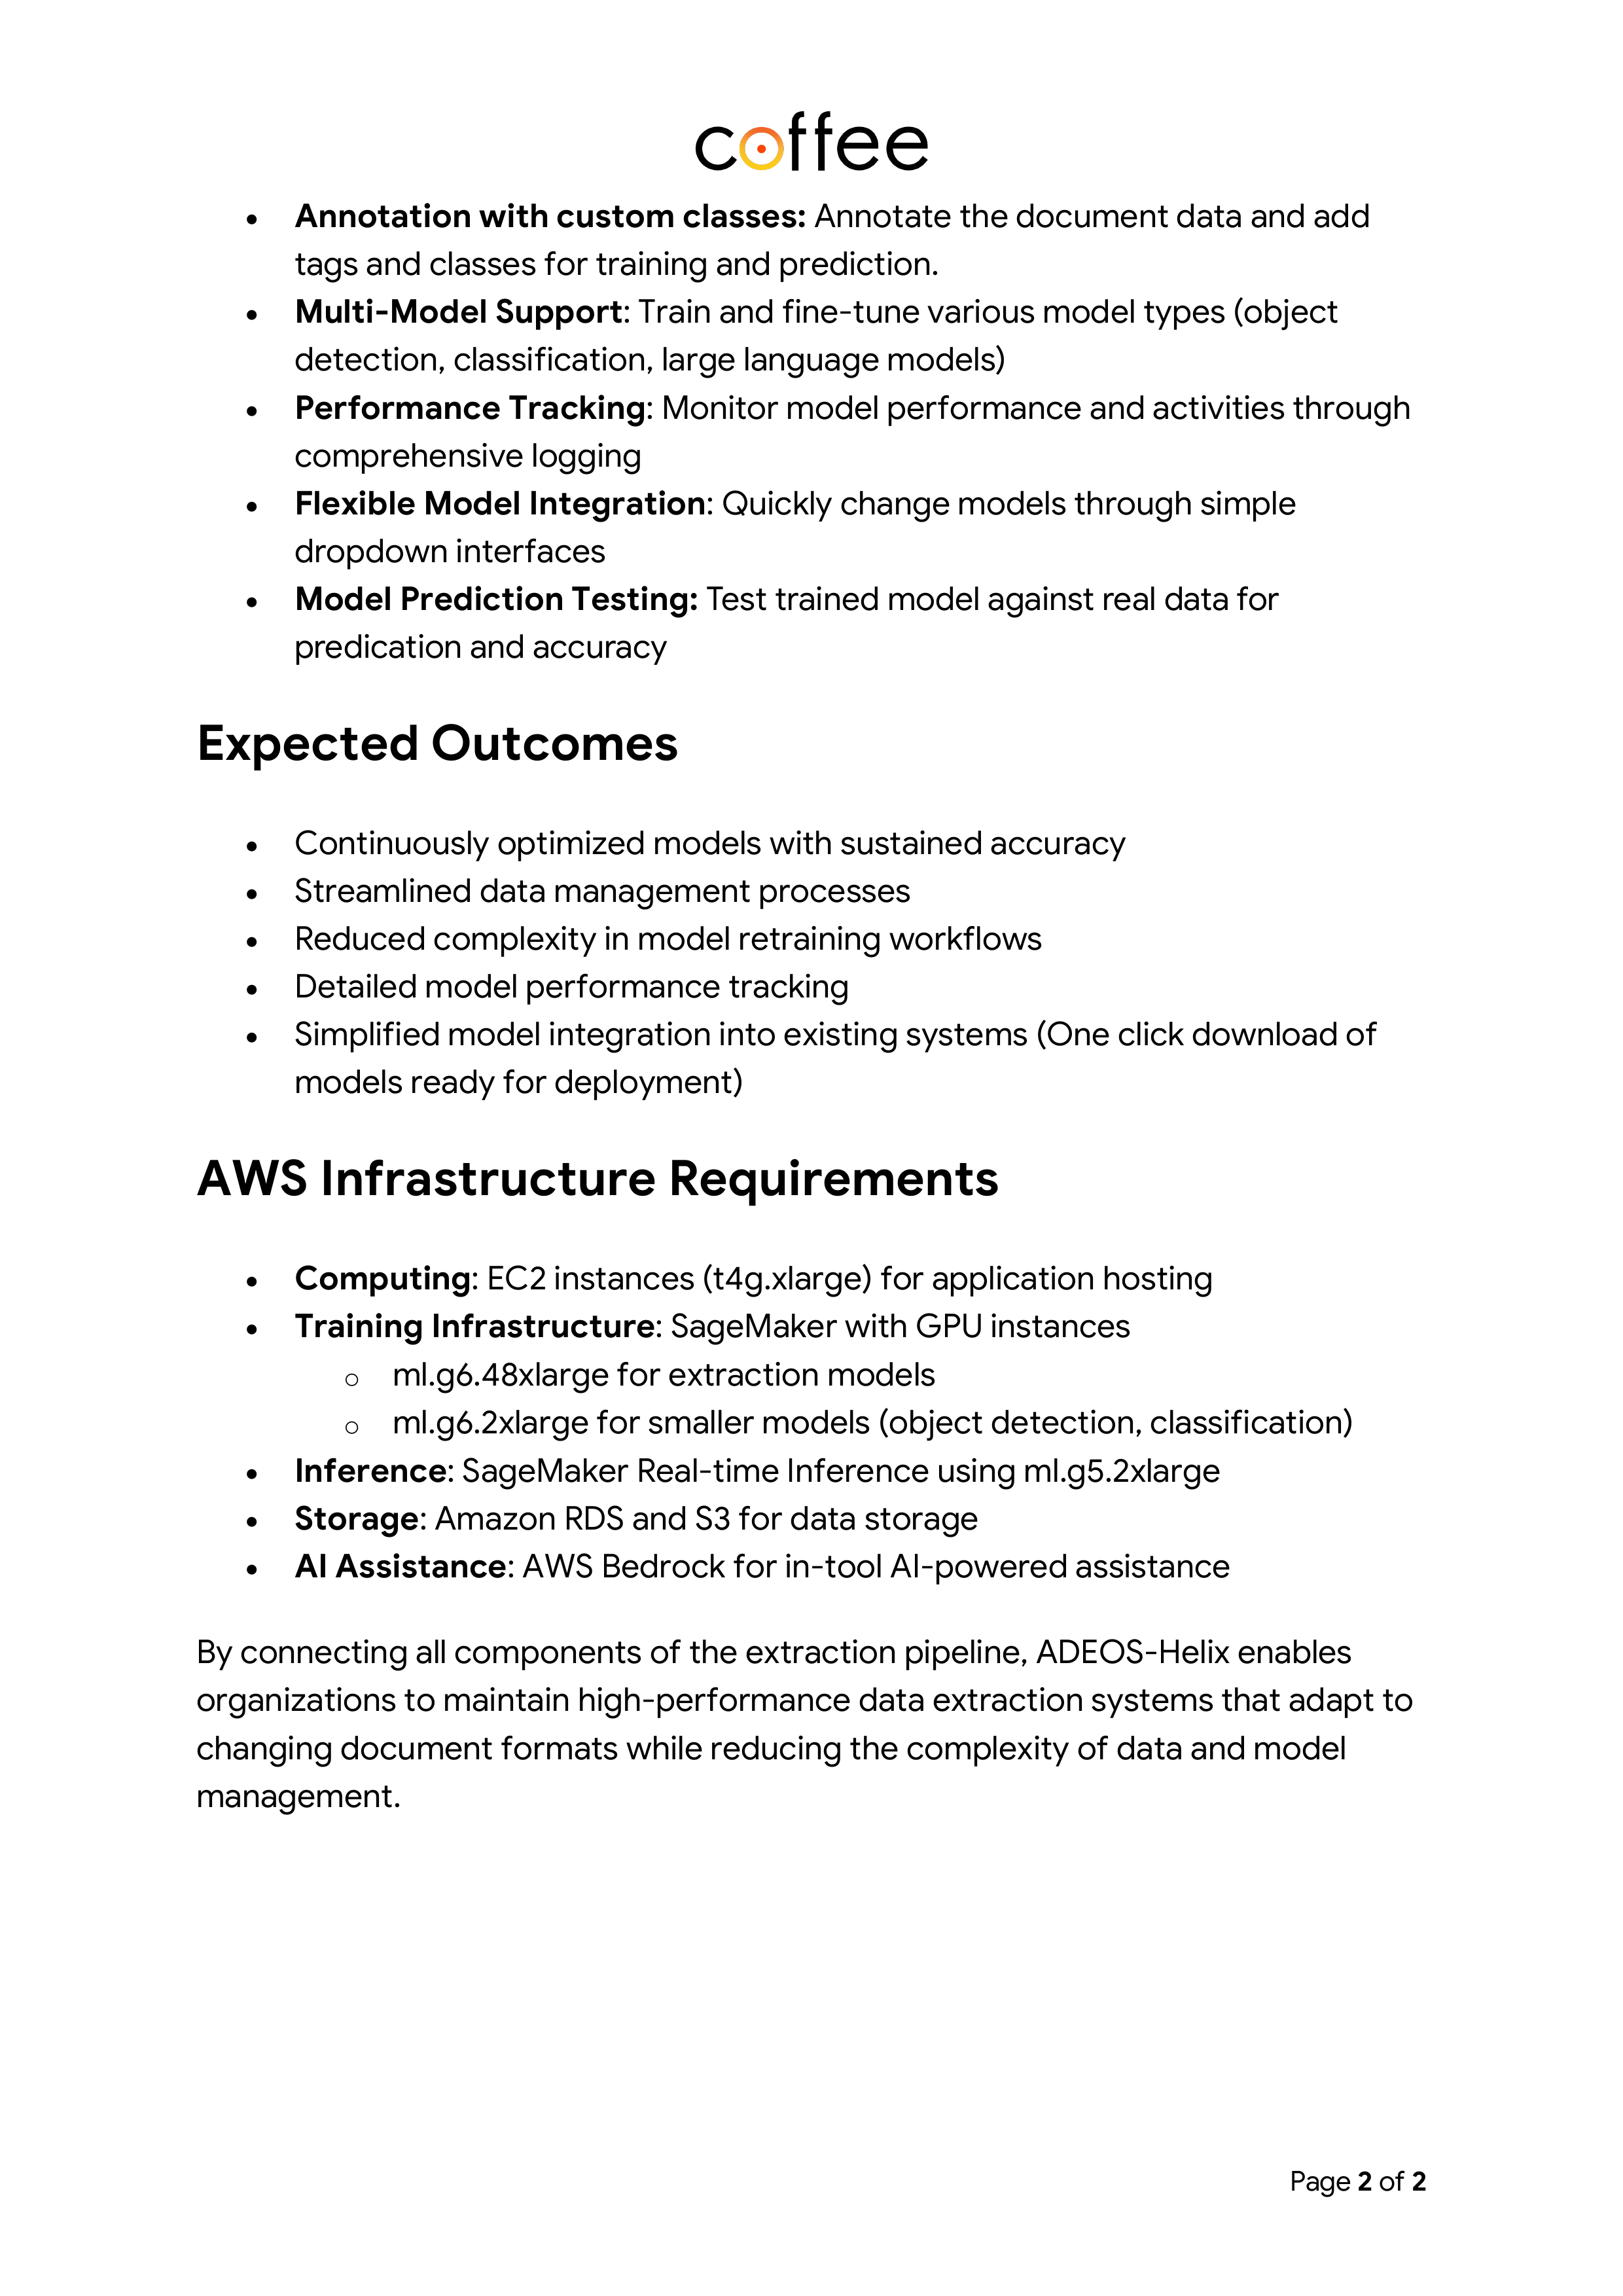 coffee
• Annotation with custom classes: Annotate the document data and add
tags and classes for training and prediction.
• Multi-Model Support: Train and fine-tune various model types (object
detection, classification, large language models)
• Performance Tracking: Monitor model performance and activities through
comprehensive logging
• Flexible Model Integration: Quickly change models through simple
dropdown interfaces
• Model Prediction Testing: Test trained model against real data for
predication and accuracy
Expected Outcomes
• Continuously optimized models with sustained accuracy
• Streamlined data management processes
• Reduced complexity in model retraining workflows
• Detailed model performance tracking
• Simplified model integration into existing systems (One click download of
models ready for deployment)
AWS Infrastructure Requirements
• Computing: EC2 instances (t4g.xlarge) for application hosting
• Training Infrastructure: SageMaker with GPU instances
○ ml.g6.48xlarge for extraction models
○ ml.g6.2xlarge for smaller models (object detection, classification)
• Inference: SageMaker Real-time Inference using ml.g5.2xlarge
• Storage: Amazon RDS and S3 for data storage
• AI Assistance: AWS Bedrock for in-tool AI-powered assistance
By connecting all components of the extraction pipeline, ADEOS-Helix enables
organizations to maintain high-performance data extraction systems that adapt to
changing document formats while reducing the complexity of data and model
management.
Page 2 of 2